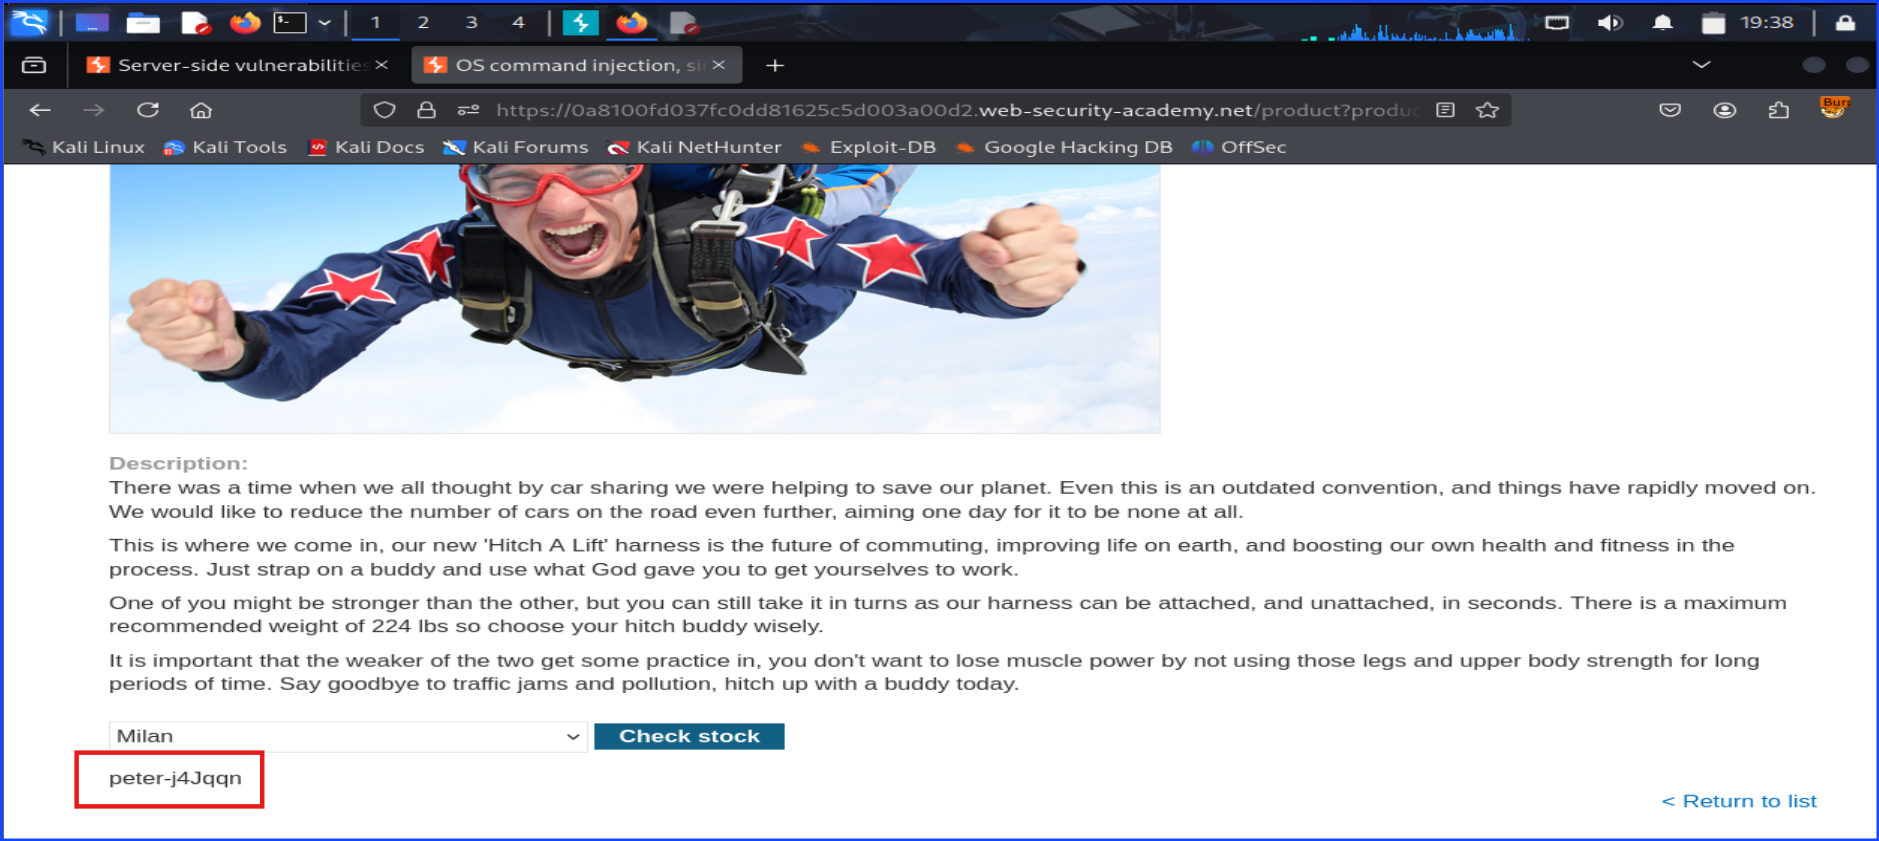 1 2 3 4 19:38
Server-side vulnerabilities OS command injection, si
https://0a8100fd037fc0dd81625c5d003a00d2.web-security-academy.net/product?produc
Burp
Kali Linux Kali Tools Kali Docs Kali Forums Kali NetHunter Exploit-DB Google Hacking DB OffSec
Description:
There was a time when we all thought by car sharing we were helping to save our planet. Even this is an outdated convention, and things have rapidly moved on.
We would like to reduce the number of cars on the road even further, aiming one day for it to be none at all.
This is where we come in, our new 'Hitch A Lift' harness is the future of commuting, improving life on earth, and boosting our own health and fitness in the
process. Just strap on a buddy and use what God gave you to get yourselves to work.
One of you might be stronger than the other, but you can still take it in turns as our harness can be attached, and unattached, in seconds. There is a maximum
recommended weight of 224 lbs so choose your hitch buddy wisely.
It is important that the weaker of the two get some practice in, you don't want to lose muscle power by not using those legs and upper body strength for long
periods of time. Say goodbye to traffic jams and pollution, hitch up with a buddy today.
Milan Check stock
peter-j4Jqqn
< Return to list